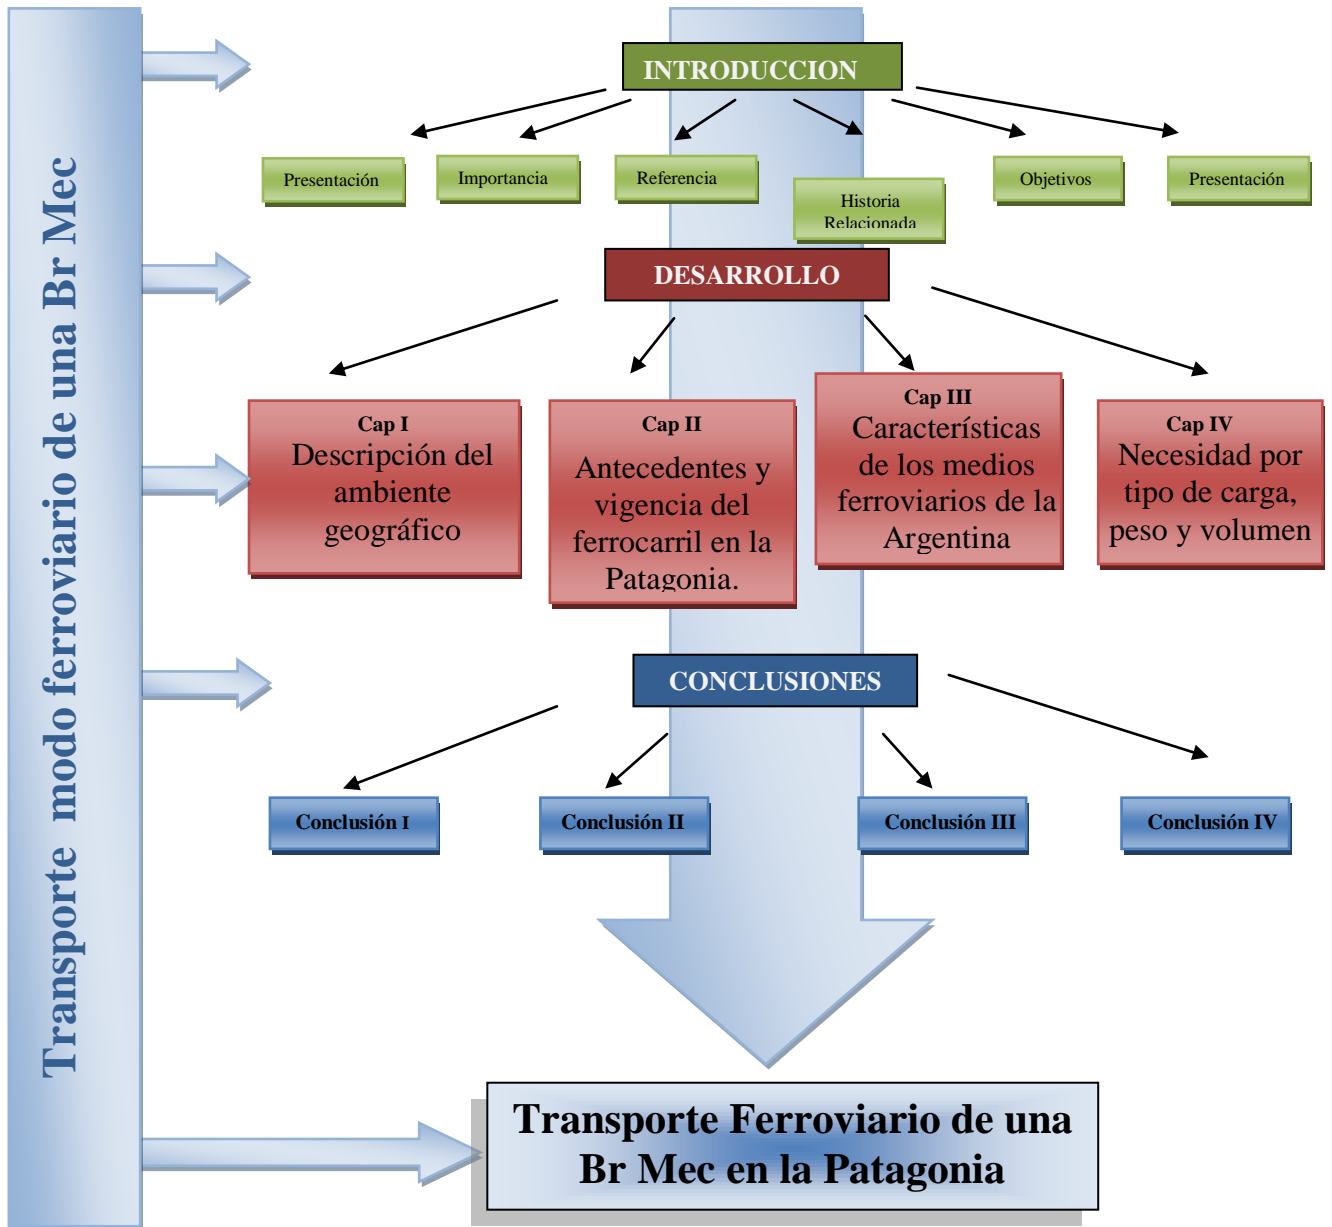 Transporte modo ferroviario de una Br Mec
INTRODUCCION
Presentación
Importancia
Referencia
Historia
Relacionada
Objetivos
Presentación
DESARROLLO
Cap I
Descripción del
ambiente
geográfico
Cap II
Antecedentes y
vigencia del
ferrocarril en la
Patagonia.
Cap III
Características
de los medios
ferroviarios de la
Argentina
Cap IV
Necesidad por
tipo de carga,
peso y volumen
CONCLUSIONES
Conclusión I
Conclusión II
Conclusión III
Conclusión IV
Transporte Ferroviario de una
Br Mec en la Patagonia